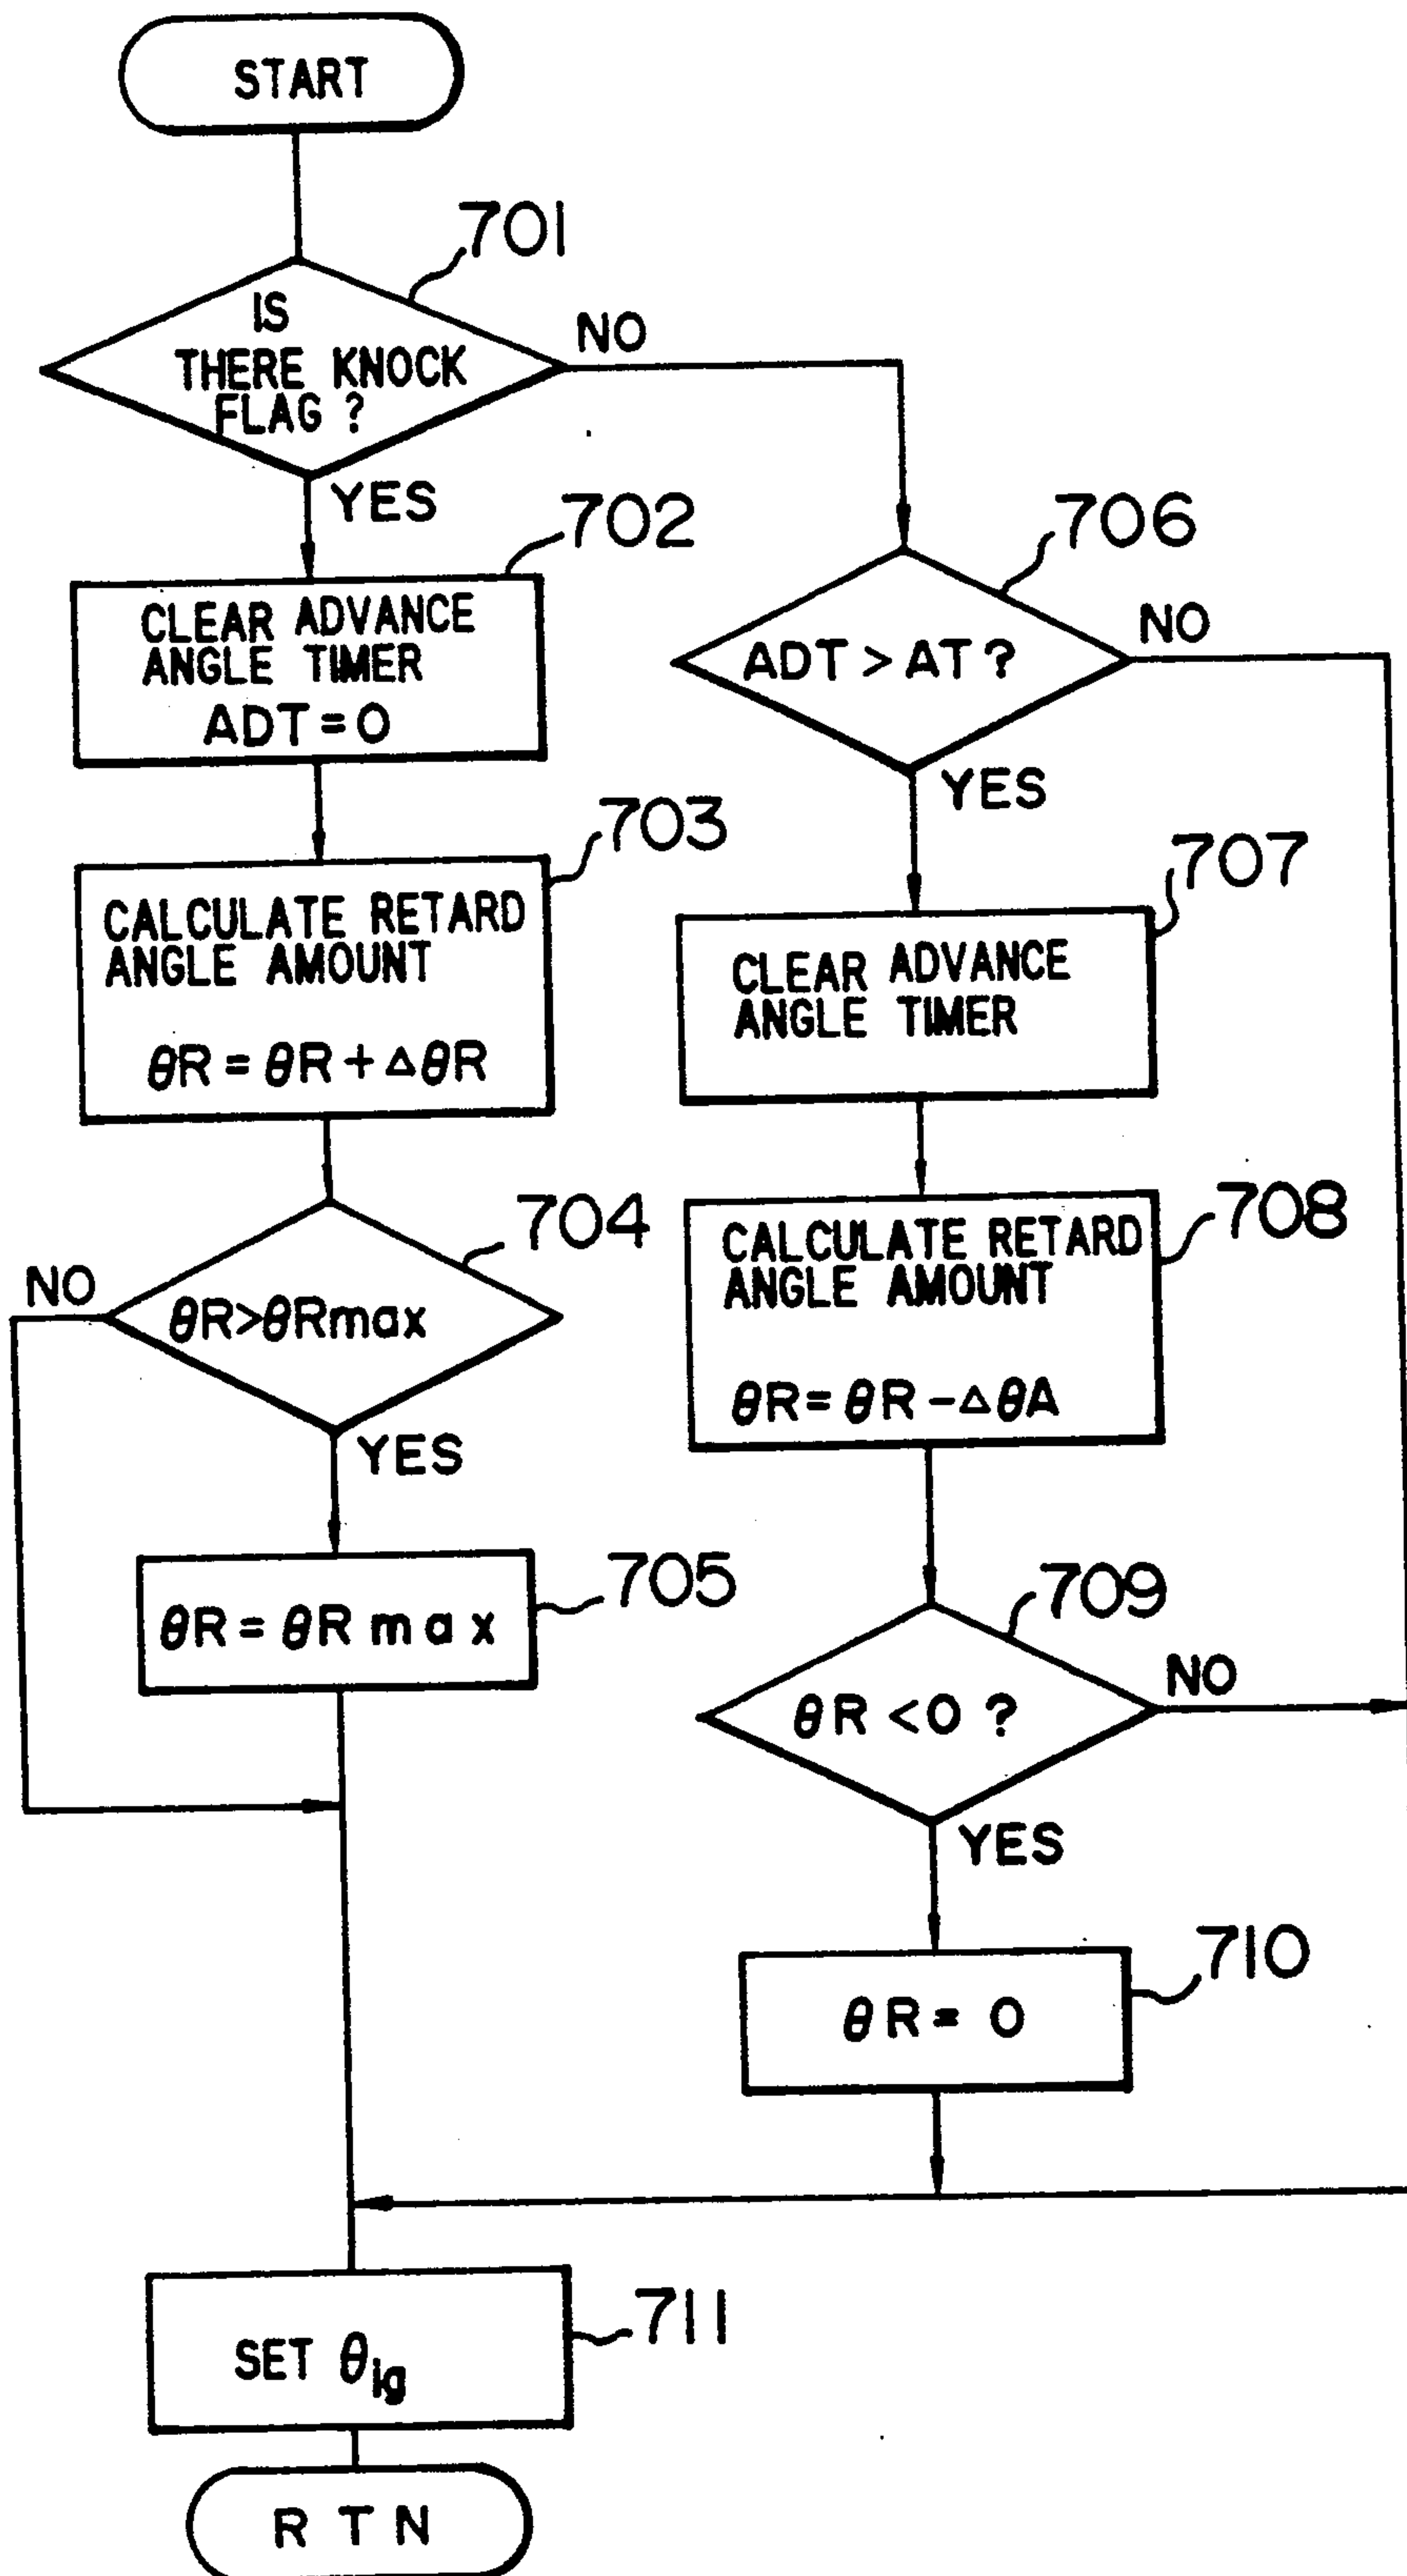 START
701
IS
THERE KNOCK
FLAG ?
NO
YES
702
CLEAR ADVANCE
ANGLE TIMER
ADT = 0
706
ADT > AT ?
NO
YES
703
CALCULATE RETARD
ANGLE AMOUNT
θR = θR + ΔθR
707
CLEAR ADVANCE
ANGLE TIMER
704
NO
θR>θRmax
YES
708
CALCULATE RETARD
ANGLE AMOUNT
θR = θR - ΔθA
705
θR = θR max
709
θR < 0 ?
NO
YES
710
θR = 0
711
SET θig
RTN